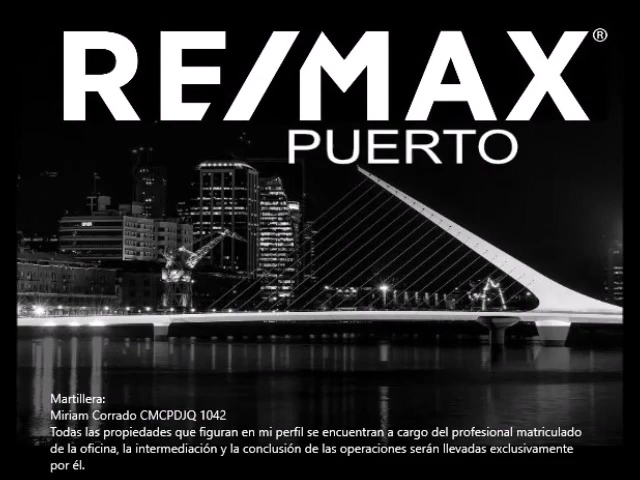 RE/MAX®
PUERTO
Martillera:
Miriam Corrado CMCPDJQ 1042
Todas las propiedades que figuran en mi perfil se encuentran a cargo del profesional matriculado
de la oficina, la intermediación y la conclusión de las operaciones serán llevadas exclusivamente
por él.